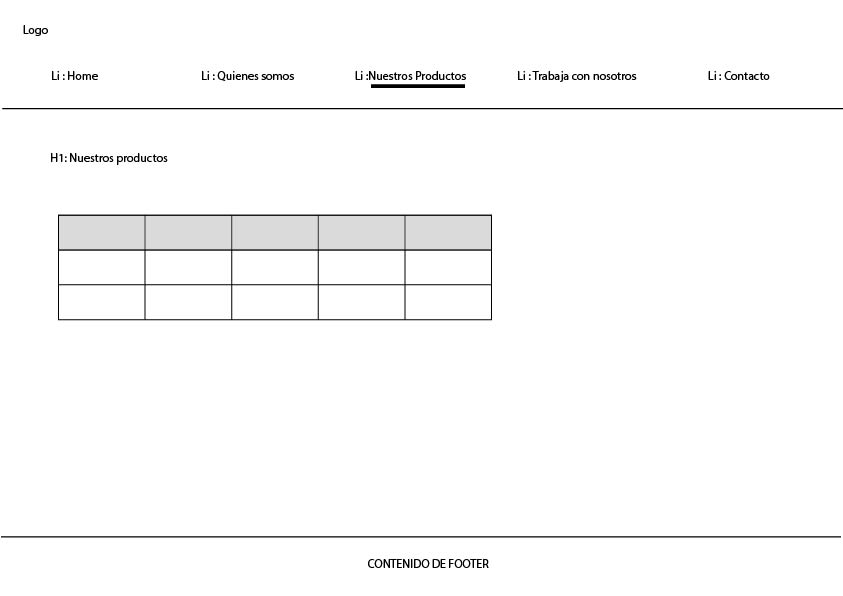 Logo
Li : Home
Li : Quienes somos
Li :Nuestros Productos
Li : Trabaja con nosotros
Li : Contacto
H1: Nuestros productos
CONTENIDO DE FOOTER